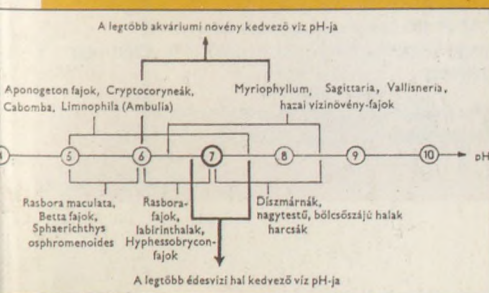 A legtöbb akváriumi növény kedvező víz pH-ja
Aponogeton fajok, Cryptocoryneák,
Cabomba, Limnophila (Ambulia)
Myriophyllum, Sagittaria, Vallisneria,
hazai vízinövény-fajok
5 6 7 8 9 10 pH
Rasbora maculata,
Betta fajok,
Sphaerichthys
osphromenoides
Rasbora-
fajok,
labirinthalak,
Hyphessobrycon-
fajok
Díszmárnák,
nagytestű, bölcsőszájú halak
harcsák
A legtöbb édesvízi hal kedvező víz pH-ja